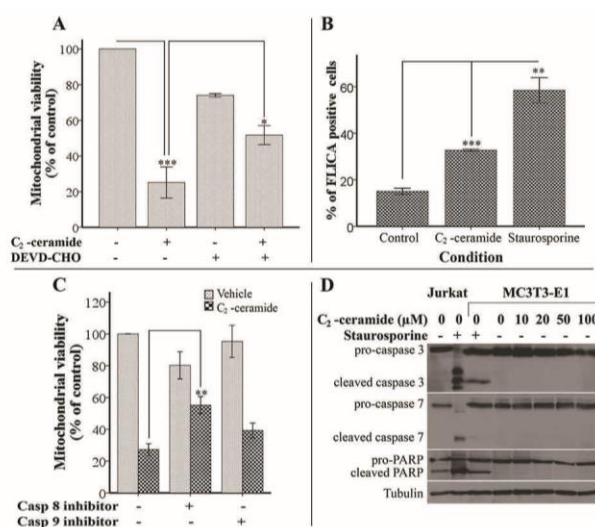 A
Mitochondrial viability
(% of control)
100
80
60
40
20
0
***
*
C2 -ceramide - + - +
DEVD-CHO - - + +
B
% of FLICA positive cells
60
40
20
0
***
**
Control C2 -ceramide Staurosporine
Condition
C
Vehicle
C2 -ceramide
Mitochondrial viability
(% of control)
120
100
80
60
40
20
0
**
Casp 8 inhibitor - + -
Casp 9 inhibitor - - +
D
Jurkat MC3T3-E1
C2 -ceramide (µM) 0 0 0 0 10 20 50 100
Staurosporine - + + - - - - -
pro-caspase 3
cleaved caspase 3
pro-caspase 7
cleaved caspase 7
pro-PARP
cleaved PARP
Tubulin